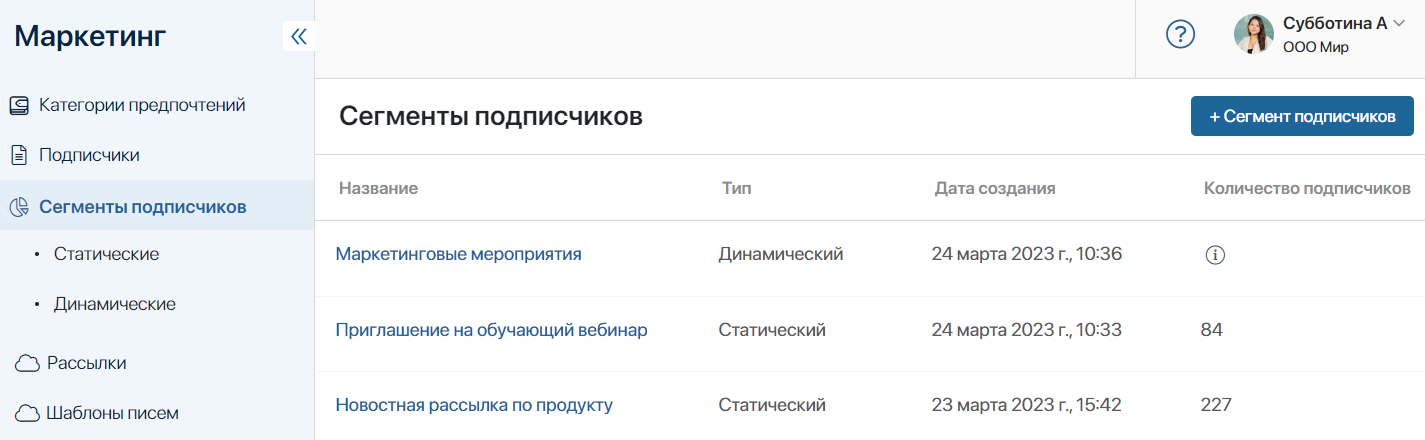 Маркетинг
Субботина А
ООО Мир
Категории предпочтений
Подписчики
Сегменты подписчиков
Статические
Динамические
Рассылки
Шаблоны писем
Сегменты подписчиков
+ Сегмент подписчиков
Название Тип Дата создания Количество подписчиков
Маркетинговые мероприятия Динамический 24 марта 2023 г., 10:36
Приглашение на обучающий вебинар Статический 24 марта 2023 г., 10:33 84
Новостная рассылка по продукту Статический 23 марта 2023 г., 15:42 227